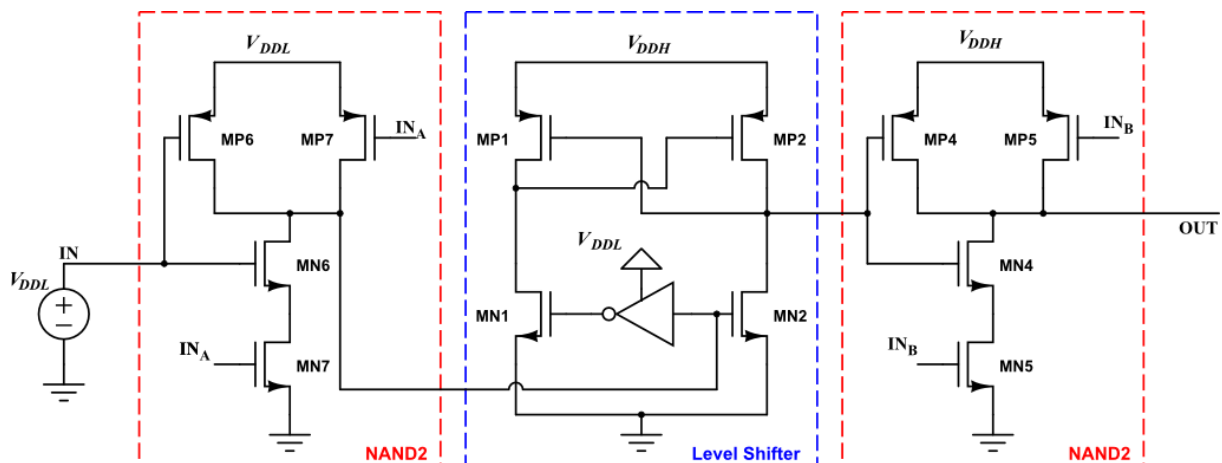 V_DDL
V_DDH
V_DDH
MP6
MP7
IN_A
MP1
MP2
MP4
MP5
IN_B
IN
V_DDL
OUT
V_DDL
MN6
MN4
MN1
MN2
IN_A
MN7
IN_B
MN5
NAND2
Level Shifter
NAND2